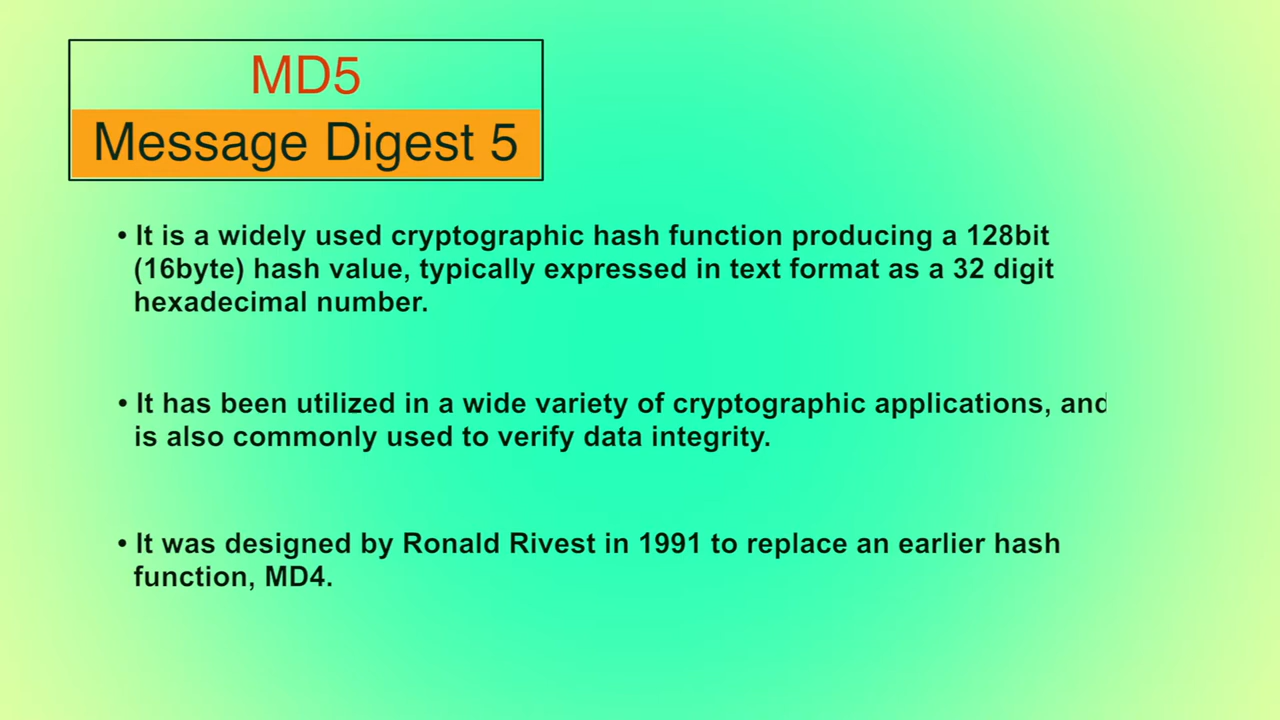 MD5
Message Digest 5
• It is a widely used cryptographic hash function producing a 128bit
(16byte) hash value, typically expressed in text format as a 32 digit
hexadecimal number.
• It has been utilized in a wide variety of cryptographic applications, and
is also commonly used to verify data integrity.
• It was designed by Ronald Rivest in 1991 to replace an earlier hash
function, MD4.